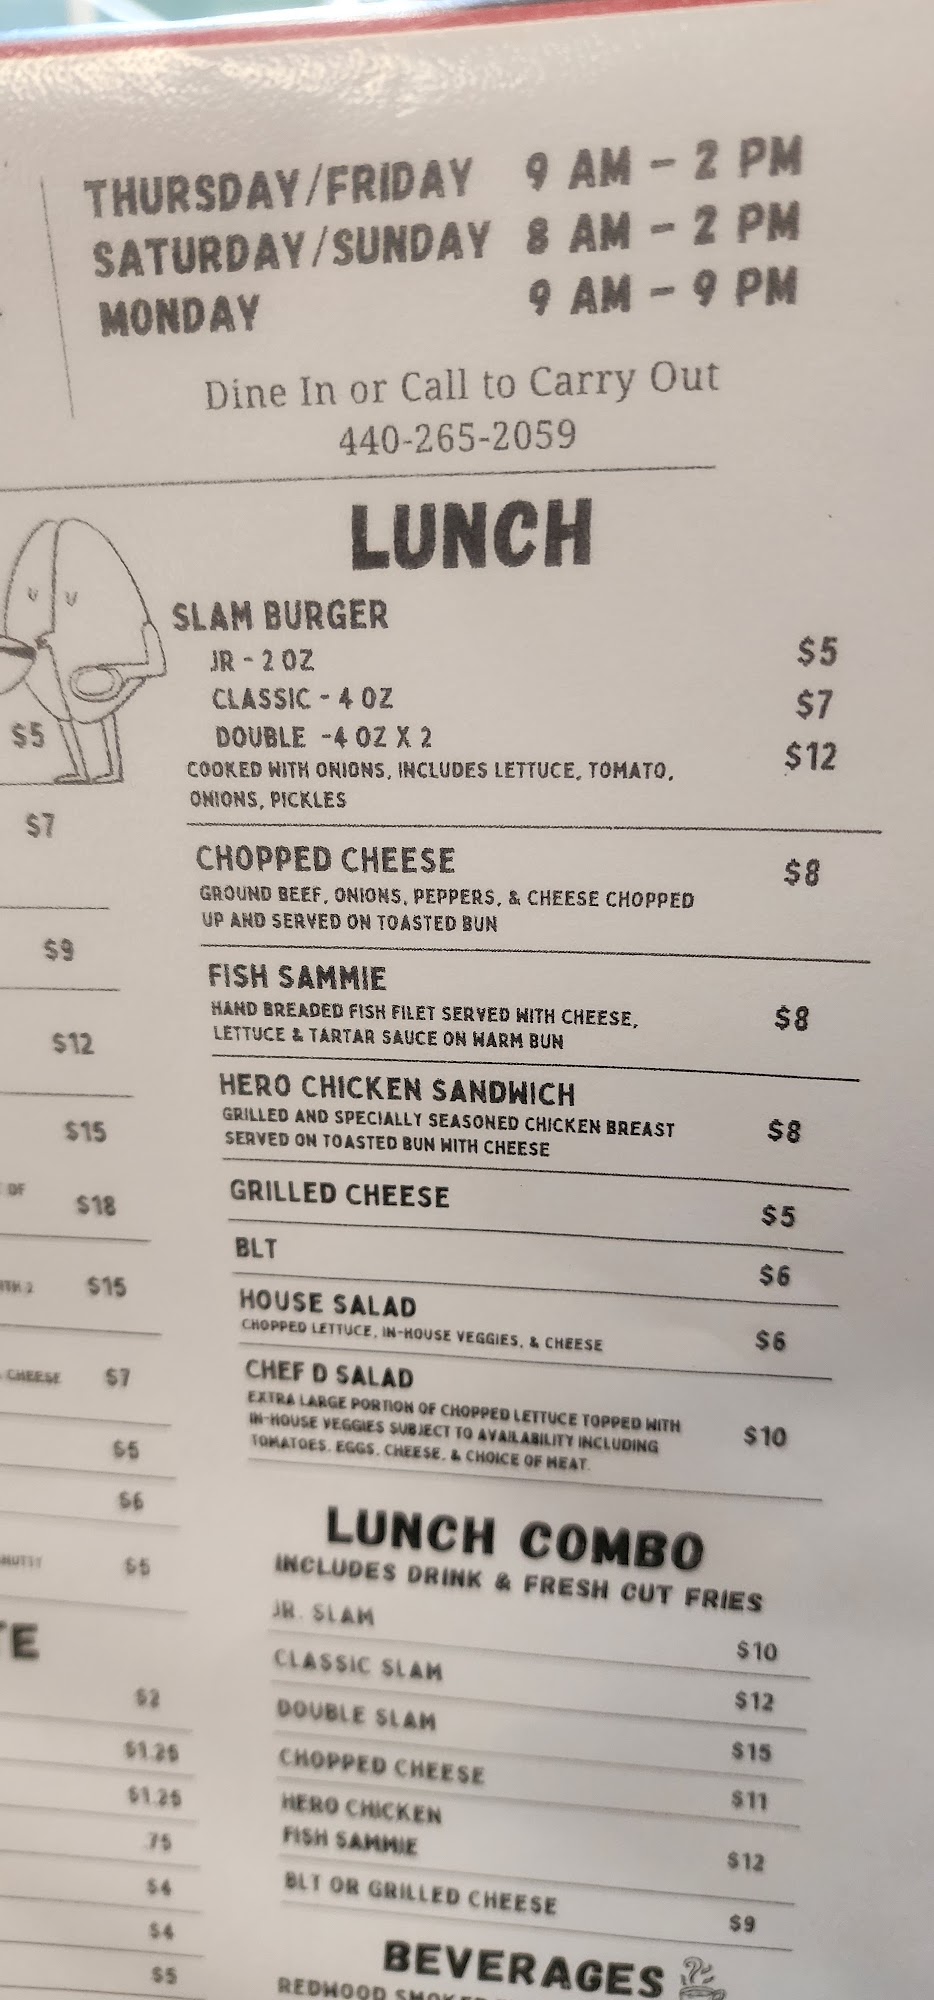 THURSDAY/FRIDAY 9 AM - 2 PM
SATURDAY/SUNDAY 8 AM - 2 PM
MONDAY 9 AM - 9 PM
Dine In or Call to Carry Out
440-265-2059
$5
$7
$9
$12
$15
OF $18
$15
CHEESE $7
$5
$6
$5
$2
$1.25
$1.25
.75
$4
$4
$5
LUNCH
SLAM BURGER
JR - 2 OZ $5
CLASSIC - 4 OZ $7
DOUBLE -4 OZ X 2 $12
COOKED WITH ONIONS, INCLUDES LETTUCE, TOMATO,
ONIONS, PICKLES
CHOPPED CHEESE $8
GROUND BEEF, ONIONS, PEPPERS, & CHEESE CHOPPED
UP AND SERVED ON TOASTED BUN
FISH SAMMIE
HAND BREADED FISH FILET SERVED WITH CHEESE, $8
LETTUCE & TARTAR SAUCE ON WARM BUN
HERO CHICKEN SANDWICH
GRILLED AND SPECIALLY SEASONED CHICKEN BREAST $8
SERVED ON TOASTED BUN WITH CHEESE
GRILLED CHEESE $5
BLT $6
HOUSE SALAD $6
CHOPPED LETTUCE, IN-HOUSE VEGGIES, & CHEESE
CHEF D SALAD
EXTRA LARGE PORTION OF CHOPPED LETTUCE TOPPED WITH
IN-HOUSE VEGGIES SUBJECT TO AVAILABILITY INCLUDING $10
TOMATOES, EGGS, CHEESE, & CHOICE OF MEAT.
LUNCH COMBO
INCLUDES DRINK & FRESH CUT FRIES
JR. SLAM $10
CLASSIC SLAM $12
DOUBLE SLAM $15
CHOPPED CHEESE $11
HERO CHICKEN
FISH SAMMIE $12
BLT OR GRILLED CHEESE $9
BEVERAGES
REDWOOD